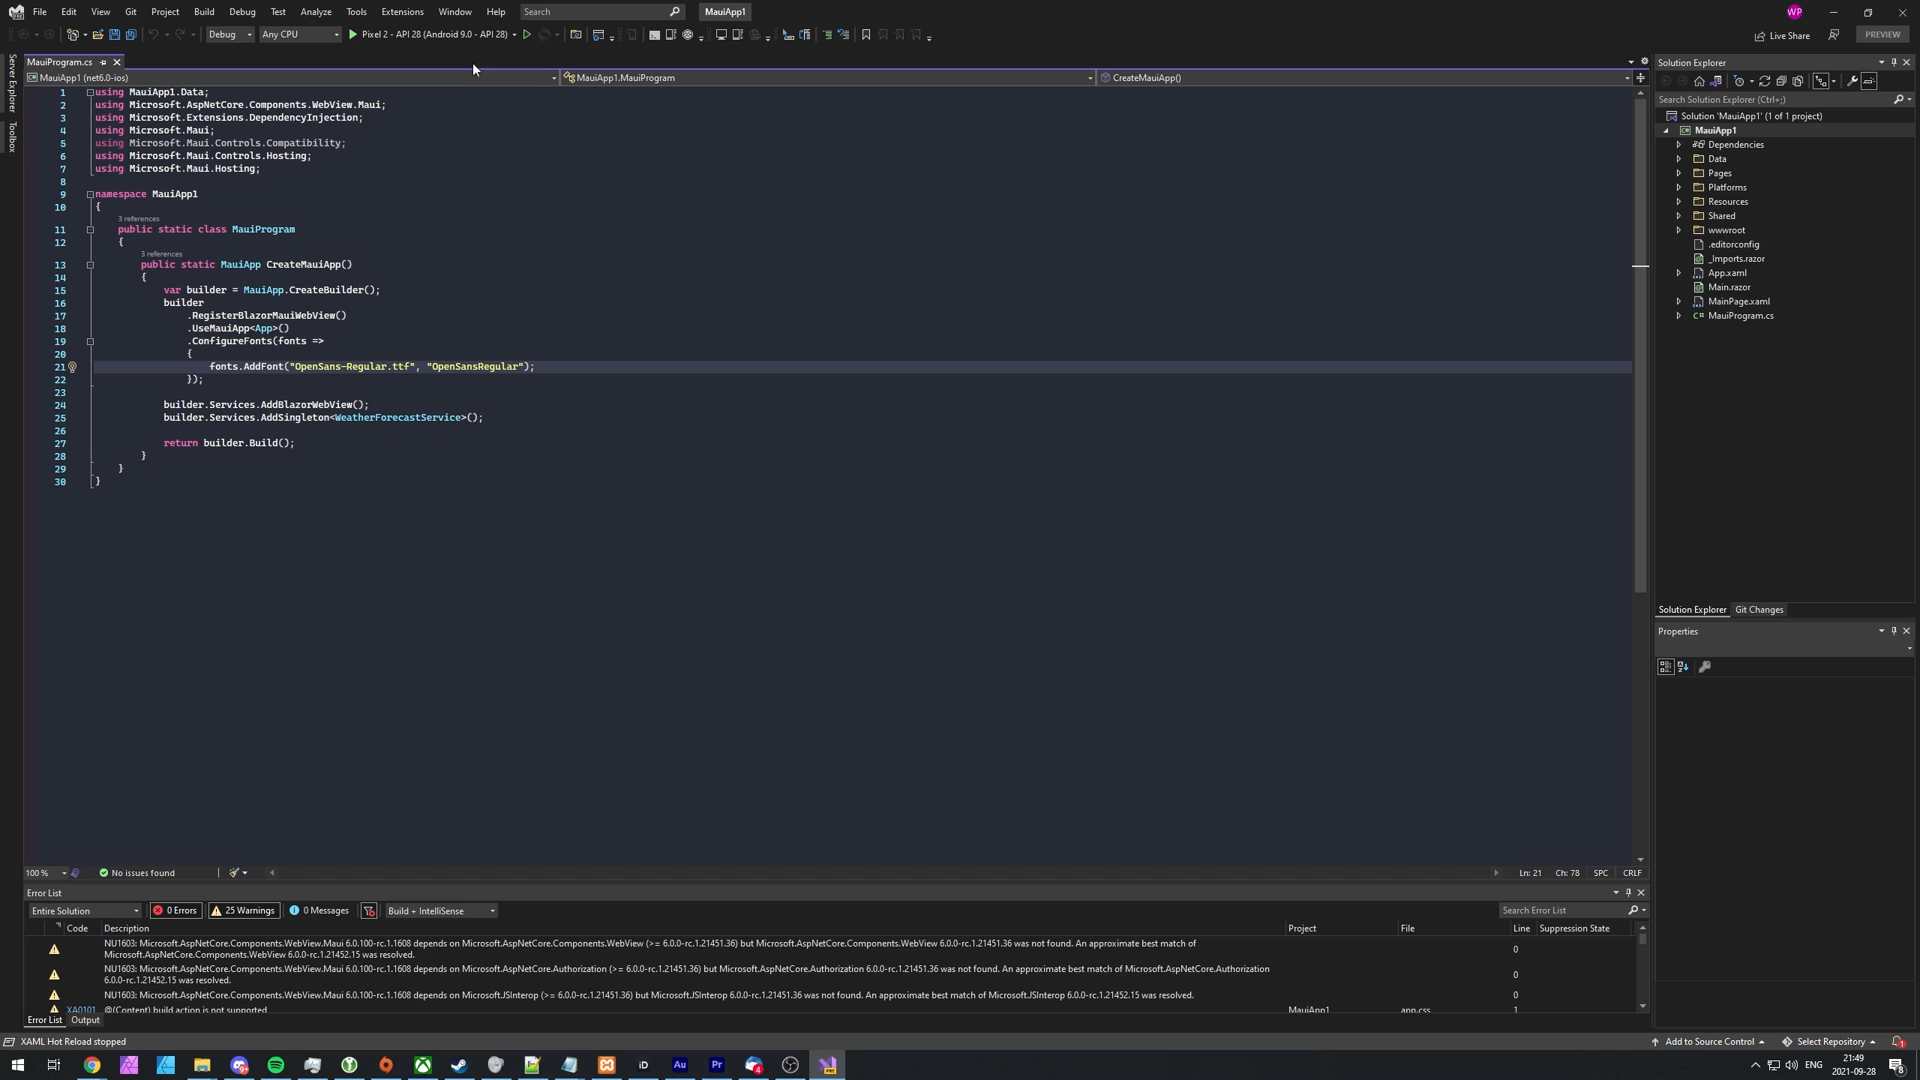 File Edit View Git Project Build Debug Test Analyze Tools Extensions Window Help Search MauiApp1 WP
Debug Any CPU Pixel 2 - API 28 (Android 9.0 - API 28) Live Share PREVIEW
Server Explorer
Toolbox
MauiProgram.cs
MauiApp1 (net6.0-ios) MauiApp1.MauiProgram CreateMauiApp()
1 using MauiApp1.Data;
2 using Microsoft.AspNetCore.Components.WebView.Maui;
3 using Microsoft.Extensions.DependencyInjection;
4 using Microsoft.Maui;
5 using Microsoft.Maui.Controls.Compatibility;
6 using Microsoft.Maui.Controls.Hosting;
7 using Microsoft.Maui.Hosting;
8
9 namespace MauiApp1
10 {
3 references
11 public static class MauiProgram
12 {
3 references
13 public static MauiApp CreateMauiApp()
14 {
15 var builder = MauiApp.CreateBuilder();
16 builder
17 .RegisterBlazorMauiWebView()
18 .UseMauiApp<App>()
19 .ConfigureFonts(fonts =>
20 {
21 fonts.AddFont("OpenSans-Regular.ttf", "OpenSansRegular");
22 });
23
24 builder.Services.AddBlazorWebView();
25 builder.Services.AddSingleton<WeatherForecastService>();
26
27 return builder.Build();
28 }
29 }
30 }
100 % No issues found Ln: 21 Ch: 78 SPC CRLF
Solution Explorer
Search Solution Explorer (Ctrl+;)
Solution 'MauiApp1' (1 of 1 project)
MauiApp1
Dependencies
Data
Pages
Platforms
Resources
Shared
wwwroot
.editorconfig
_Imports.razor
App.xaml
Main.razor
MainPage.xaml
C# MauiProgram.cs
Solution Explorer Git Changes
Properties
Error List
Entire Solution 0 Errors 25 Warnings 0 Messages Build + IntelliSense Search Error List
Code Description Project File Line Suppression State
NU1603: Microsoft.AspNetCore.Components.WebView.Maui 6.0.100-rc.1.1608 depends on Microsoft.AspNetCore.Components.WebView (>= 6.0.0-rc.1.21451.36) but Microsoft.AspNetCore.Components.WebView 6.0.0-rc.1.21451.36 was not found. An approximate best match of
Microsoft.AspNetCore.Components.WebView 6.0.0-rc.1.21452.15 was resolved. 0
NU1603: Microsoft.AspNetCore.Components.WebView.Maui 6.0.100-rc.1.1608 depends on Microsoft.AspNetCore.Authorization (>= 6.0.0-rc.1.21451.36) but Microsoft.AspNetCore.Authorization 6.0.0-rc.1.21451.36 was not found. An approximate best match of Microsoft.AspNetCore.Authorization
6.0.0-rc.1.21452.15 was resolved. 0
NU1603: Microsoft.AspNetCore.Components.WebView.Maui 6.0.100-rc.1.1608 depends on Microsoft.JSInterop (>= 6.0.0-rc.1.21451.36) but Microsoft.JSInterop 6.0.0-rc.1.21451.36 was not found. An approximate best match of Microsoft.JSInterop 6.0.0-rc.1.21452.15 was resolved. 0
XA0101 @(Content) build action is not supported MauiApp1 app.css 1
Error List Output
XAML Hot Reload stopped Add to Source Control Select Repository 1
iD Au Pr ENG 21:49
2021-09-28